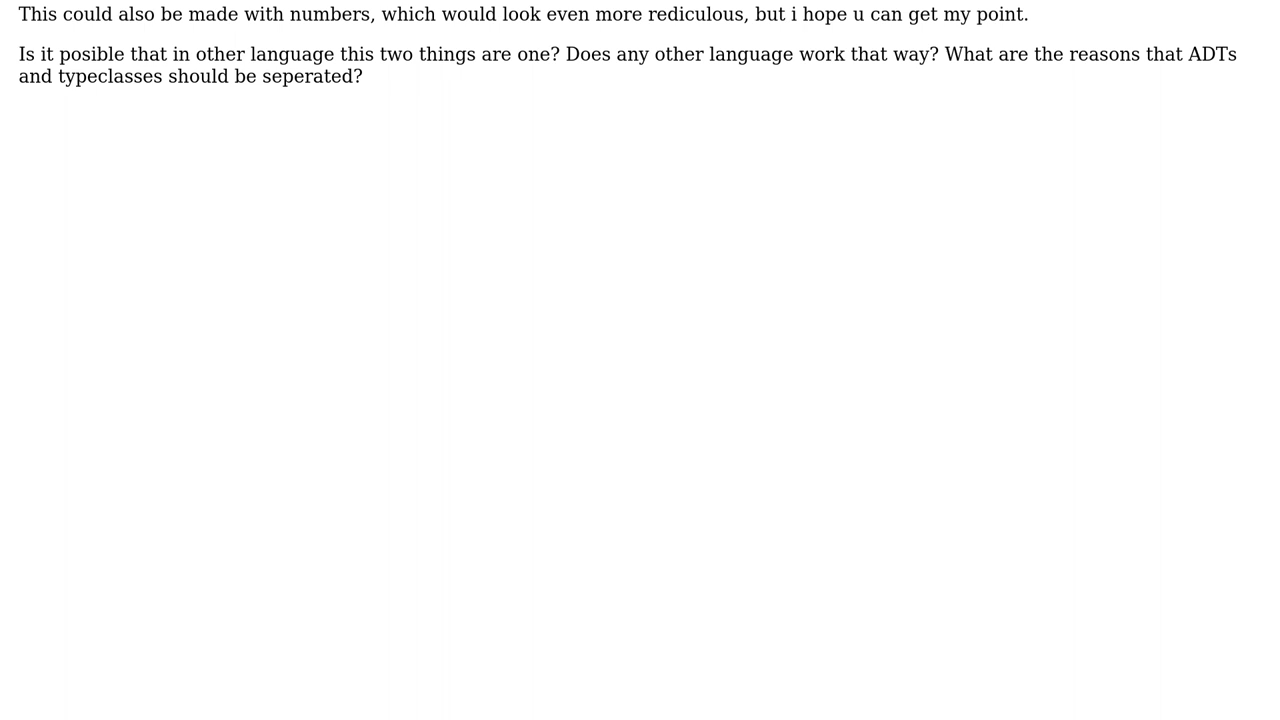 This could also be made with numbers, which would look even more rediculous, but i hope u can get my point.
Is it posible that in other language this two things are one? Does any other language work that way? What are the reasons that ADTs
and typeclasses should be seperated?